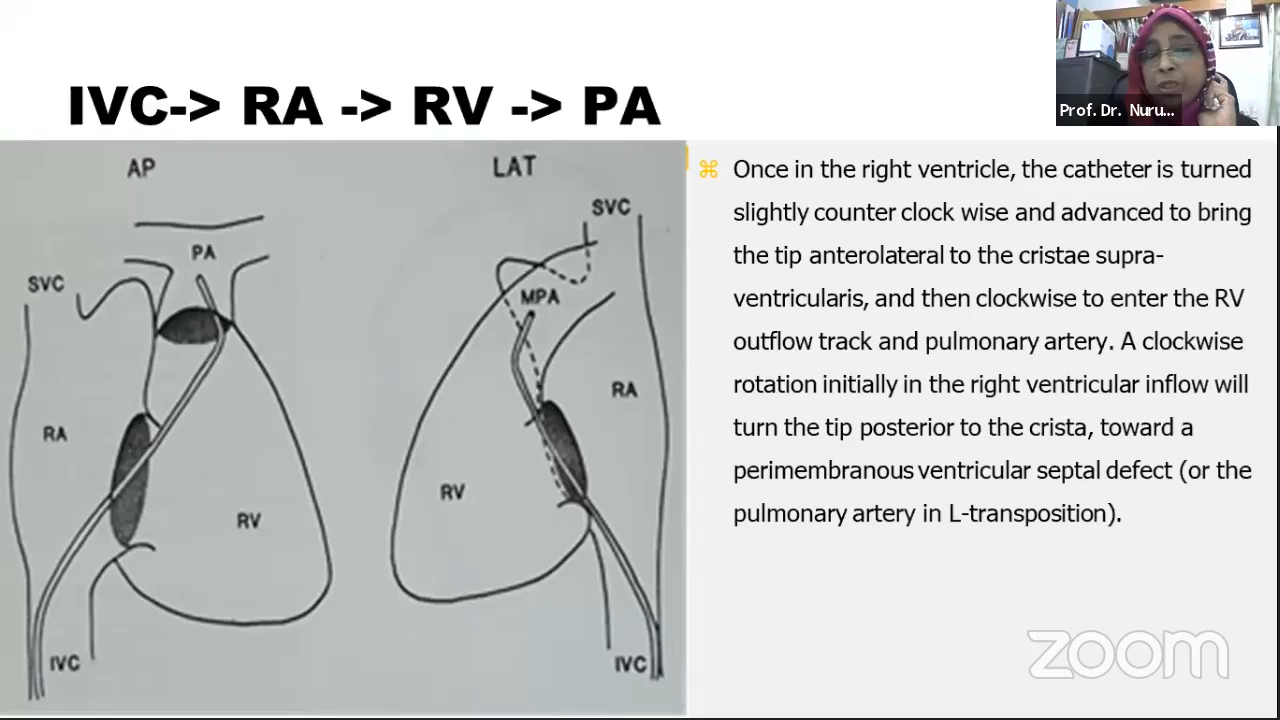 IVC-> RA -> RV -> PA
Prof. Dr. Nuru...
AP
PA
SVC
RA
RV
IVC
LAT
SVC
MPA
RA
RV
IVC
⌘ Once in the right ventricle, the catheter is turned
slightly counter clock wise and advanced to bring
the tip anterolateral to the cristae supra-
ventricularis, and then clockwise to enter the RV
outflow track and pulmonary artery. A clockwise
rotation initially in the right ventricular inflow will
turn the tip posterior to the crista, toward a
perimembranous ventricular septal defect (or the
pulmonary artery in L-transposition).
zoom